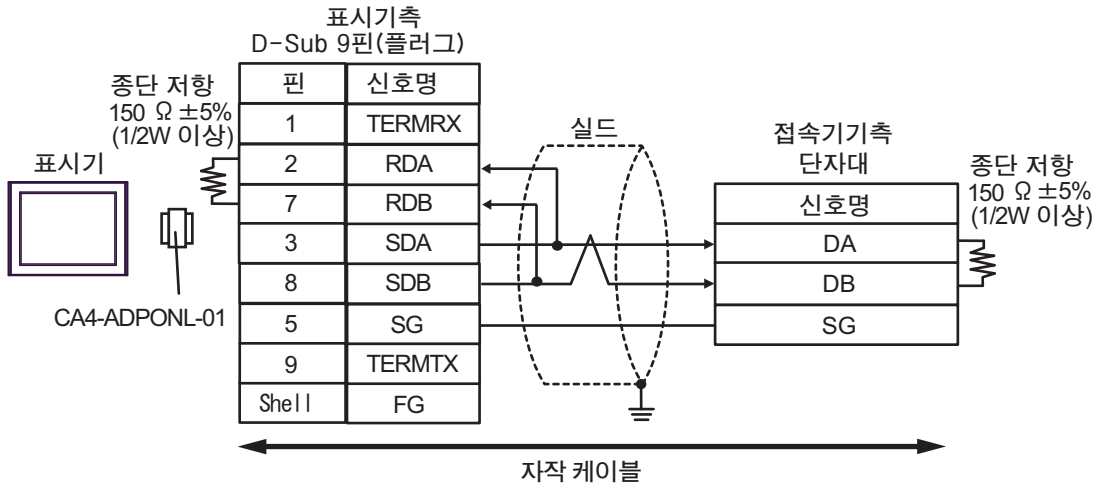 표시기측
D-Sub 9핀(플러그)
종단 저항
150 Ω ±5%
(1/2W 이상)
표시기
CA4-ADPONL-01
핀 신호명
1 TERMRX
2 RDA
7 RDB
3 SDA
8 SDB
5 SG
9 TERMTX
Shell FG
실드
접속기기측
단자대
신호명
DA
DB
SG
종단 저항
150 Ω ±5%
(1/2W 이상)
자작 케이블